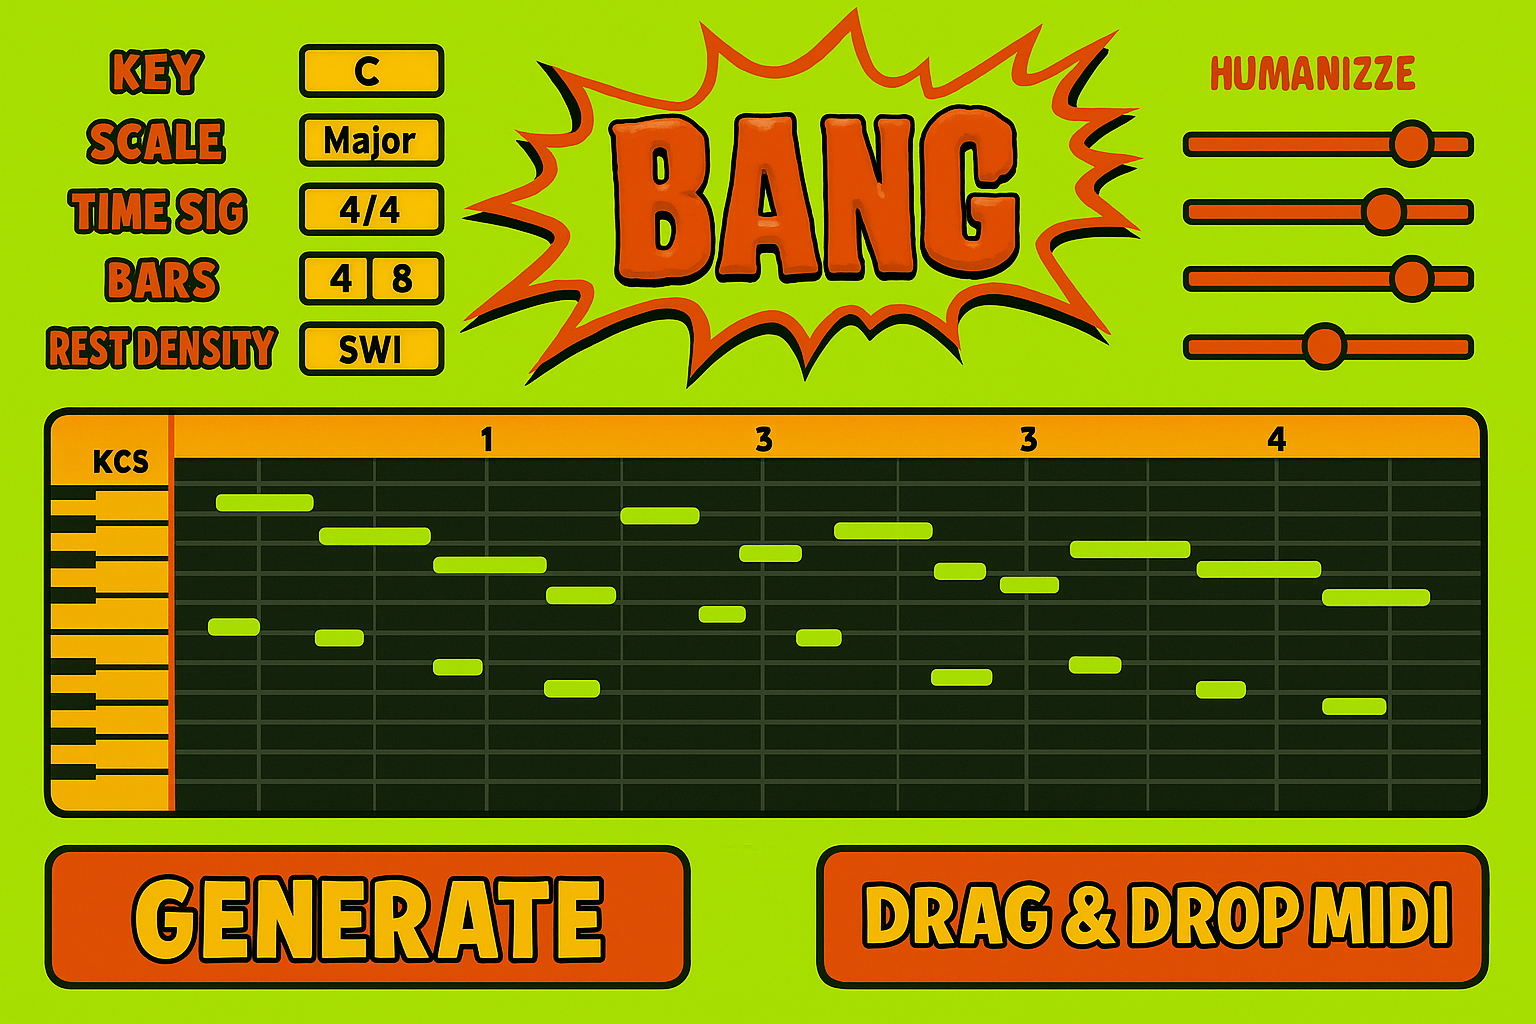 KEY C
SCALE Major
TIME SIG 4/4
BARS 4 8
REST DENSITY SWI
BANG
HUMANIZZE
KCS 1 3 3 4
GENERATE
DRAG & DROP MIDI